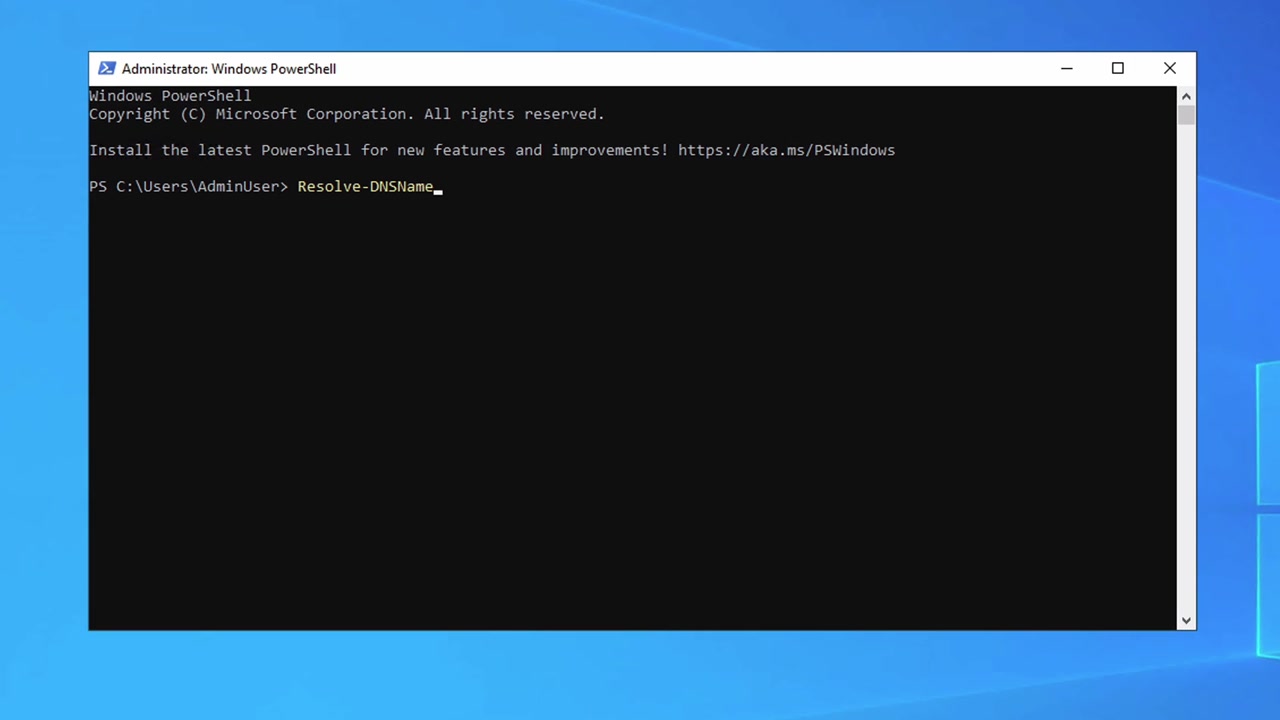 Administrator: Windows PowerShell
Windows PowerShell
Copyright (C) Microsoft Corporation. All rights reserved.
Install the latest PowerShell for new features and improvements! https://aka.ms/PSWindows
PS C:\Users\AdminUser> Resolve-DNSName